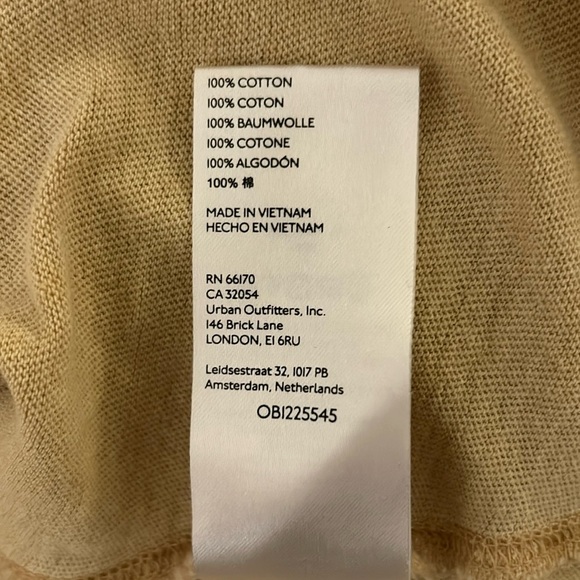 100% COTTON
100% COTON
100% BAUMWOLLE
100% COTONE
100% ALGODÓN
100% 棉
MADE IN VIETNAM
HECHO EN VIETNAM
RN 66170
CA 32054
Urban Outfitters, Inc.
146 Brick Lane
LONDON, E1 6RU
Leidsestraat 32, 1017 PB
Amsterdam, Netherlands
OB1225545